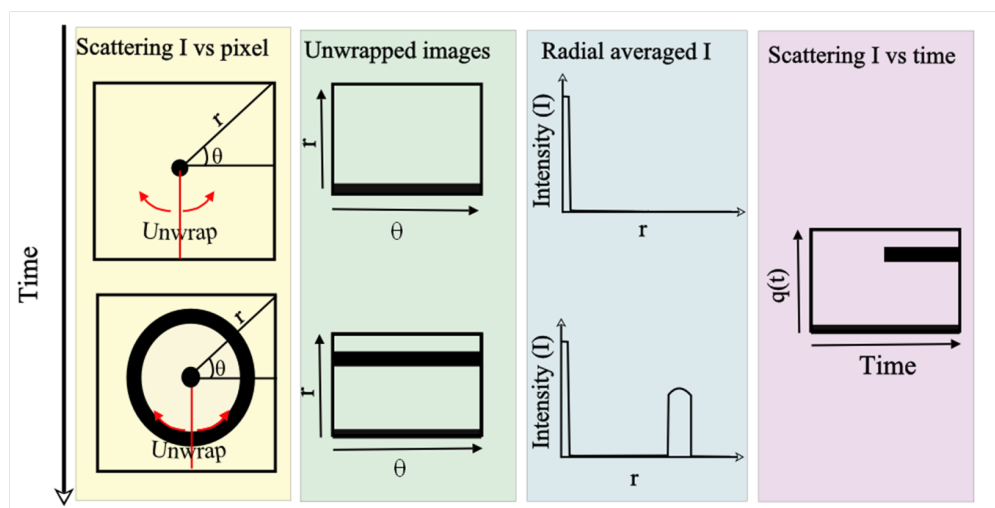 Time
Scattering I vs pixel
r
θ
Unwrap
r
θ
Unwrap
Unwrapped images
r
θ
r
θ
Radial averaged I
Intensity (I)
r
Intensity (I)
r
Scattering I vs time
q(t)
Time